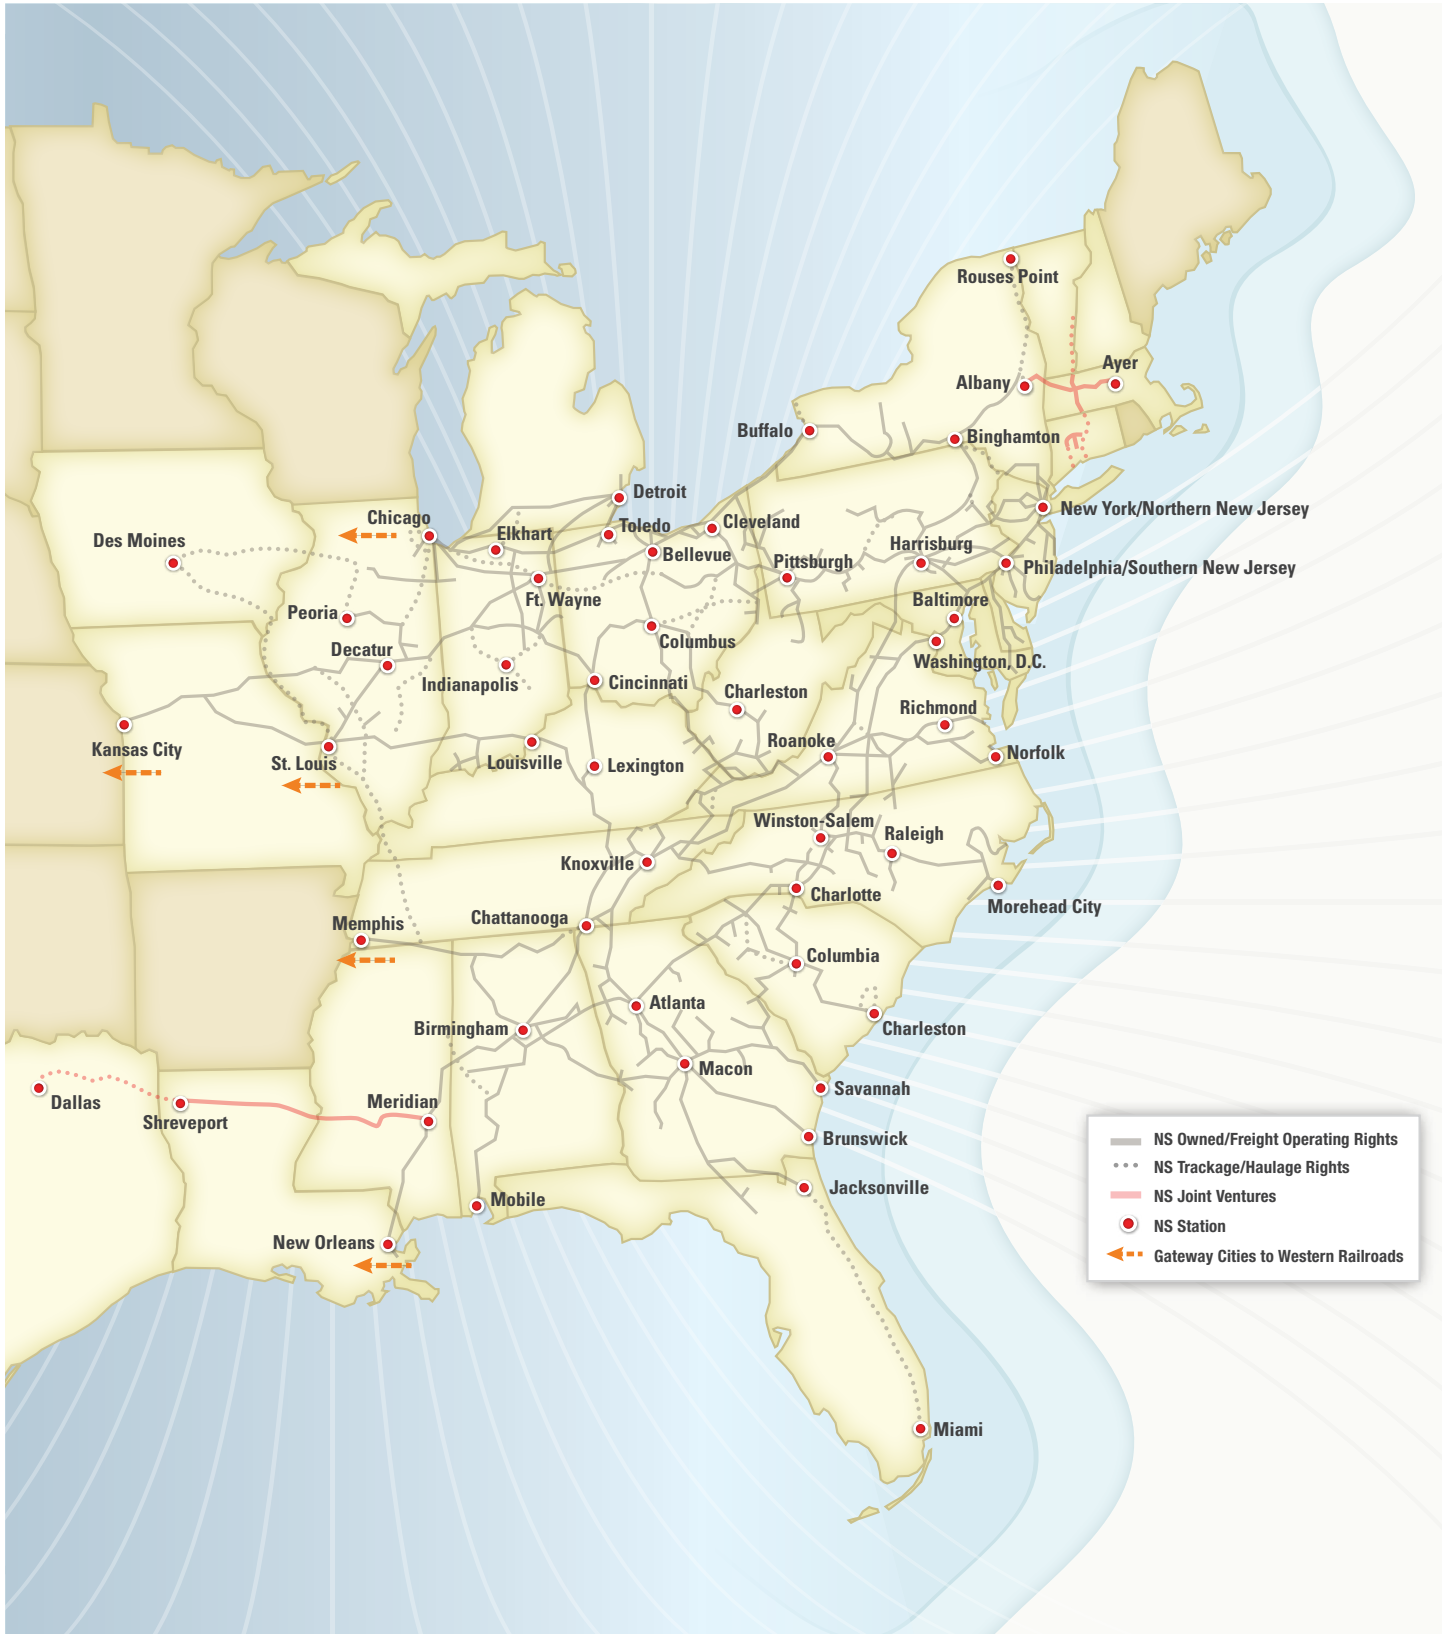 Rouses Point
Ayer
Albany
Buffalo
Binghamton
Detroit
New York/Northern New Jersey
Chicago
Elkhart
Toledo
Cleveland
Des Moines
Bellevue
Harrisburg
Pittsburgh
Philadelphia/Southern New Jersey
Ft. Wayne
Baltimore
Peoria
Columbus
Decatur
Washington, D.C.
Indianapolis
Cincinnati
Charleston
Richmond
Kansas City
St. Louis
Louisville
Lexington
Roanoke
Norfolk
Winston-Salem
Raleigh
Knoxville
Charlotte
Morehead City
Memphis
Chattanooga
Columbia
Atlanta
Birmingham
Charleston
Macon
Dallas
Shreveport
Meridian
Savannah
Brunswick
Jacksonville
Mobile
New Orleans
Miami
NS Owned/Freight Operating Rights
NS Trackage/Haulage Rights
NS Joint Ventures
NS Station
Gateway Cities to Western Railroads